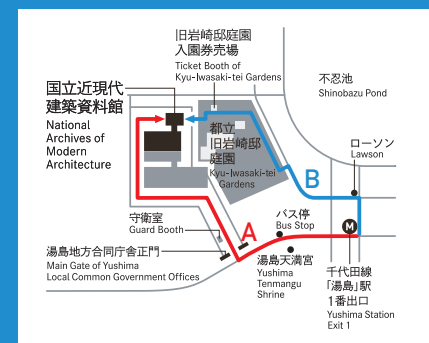 旧岩崎邸庭園
入園券売場
Ticket Booth of
Kyu-Iwasaki-tei Gardens
国立近現代
建築資料館
National
Archives of
Modern
Architecture
不忍池
Shinobazu Pond
都立
旧岩崎邸
庭園
Kyu-Iwasaki-tei
Gardens
ローソン
Lawson
B
守衛室
Guard Booth
A
バス停
Bus Stop
M
湯島地方合同庁舎正門
Main Gate of Yushima
Local Common Government Offices
湯島天満宮
Yushima
Tenmangu
Shrine
千代田線
「湯島」駅
1番出口
Yushima Station
Exit 1